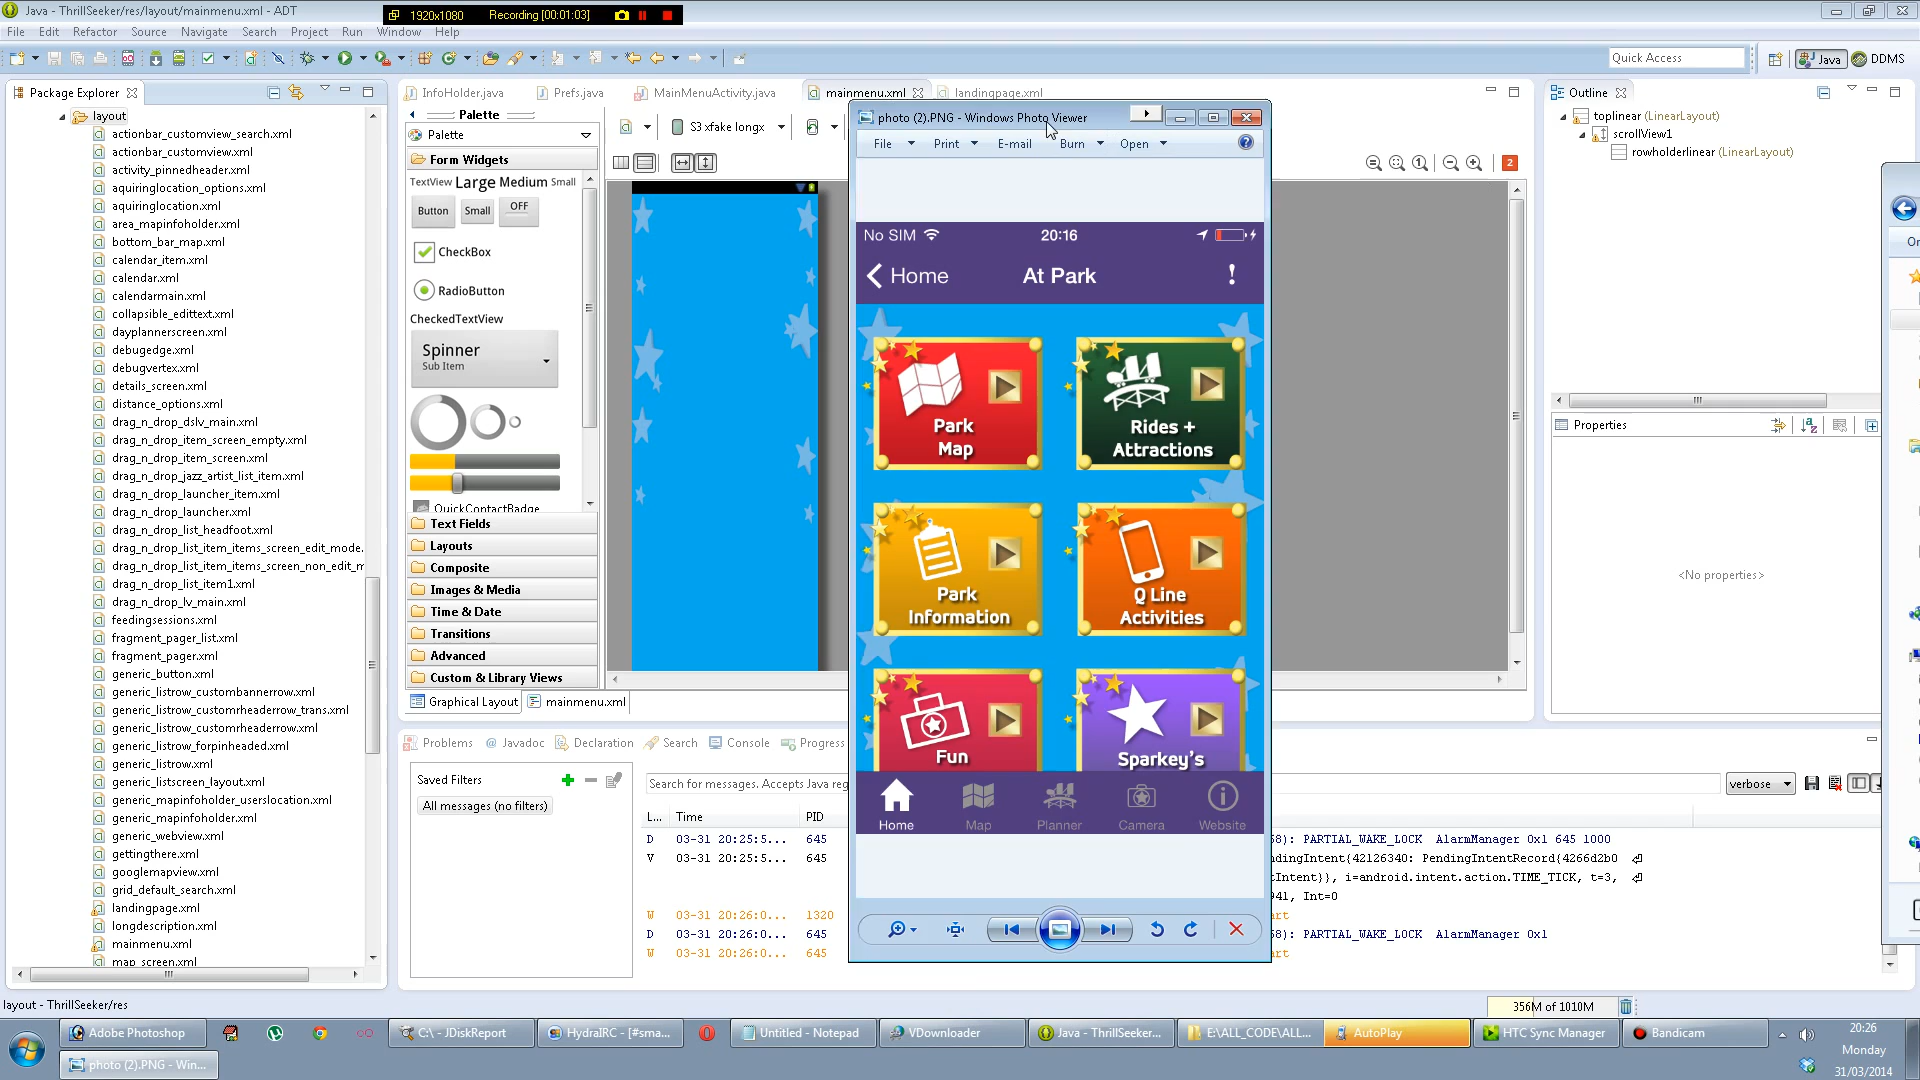 Java - ThrillSeeker/res/layout/mainmenu.xml - ADT
1920x1080 Recording [00:01:03]
File Edit Refactor Source Navigate Search Project Run Window Help
Quick Access
Java
DDMS
Package Explorer
layout
actionbar_customview_search.xml
actionbar_customview.xml
activity_pinnedheader.xml
aquiringlocation_options.xml
aquiringlocation.xml
area_mapinfoholder.xml
bottom_bar_map.xml
calendar_item.xml
calendar.xml
calendarmain.xml
collapsible_edittext.xml
dayplannerscreen.xml
debugedge.xml
debugvertex.xml
details_screen.xml
distance_options.xml
drag_n_drop_dslv_main.xml
drag_n_drop_item_screen_empty.xml
drag_n_drop_item_screen.xml
drag_n_drop_jazz_artist_list_item.xml
drag_n_drop_launcher_item.xml
drag_n_drop_launcher.xml
drag_n_drop_list_headfoot.xml
drag_n_drop_list_item_items_screen_edit_mode.
drag_n_drop_list_item_items_screen_non_edit_m
drag_n_drop_list_item1.xml
drag_n_drop_lv_main.xml
feedingsessions.xml
fragment_pager_list.xml
fragment_pager.xml
generic_button.xml
generic_listrow_custombannerrow.xml
generic_listrow_customrheaderrow_trans.xml
generic_listrow_customrheaderrow.xml
generic_listrow_forpinheaded.xml
generic_listrow.xml
generic_listscreen_layout.xml
generic_mapinfoholder_userslocation.xml
generic_mapinfoholder.xml
generic_webview.xml
gettingthere.xml
googlemapview.xml
grid_default_search.xml
landingpage.xml
longdescription.xml
mainmenu.xml
map_screen.xml
InfoHolder.java
Prefs.java
MainMenuActivity.java
mainmenu.xml
landingpage.xml
Palette
Palette
Form Widgets
TextView Large Medium Small
Button Small OFF
CheckBox
RadioButton
CheckedTextView
Spinner
Sub Item
QuickContactBadge
Text Fields
Layouts
Composite
Images & Media
Time & Date
Transitions
Advanced
Custom & Library Views
Graphical Layout
mainmenu.xml
S3 xfake longx
2
photo (2).PNG - Windows Photo Viewer
File Print E-mail Burn Open
No SIM 20:16
Home At Park !
Park
Map
Rides +
Attractions
Park
Information
Q Line
Activities
Fun
Sparkey's
Home Map Planner Camera Website
Outline
toplinear (LinearLayout)
scrollView1
rowholderlinear (LinearLayout)
Properties
<No properties>
Problems Javadoc Declaration Search Console Progress
Saved Filters
All messages (no filters)
Search for messages. Accepts Java reg
verbose
L... Time PID
D 03-31 20:25:5... 645
58): PARTIAL_WAKE_LOCK AlarmManager 0x1 645 1000
V 03-31 20:25:5... 645
ndingIntent{42126340: PendingIntentRecord{4266d2b0
tIntent}}, i=android.intent.action.TIME_TICK, t=3,
941, Int=0
W 03-31 20:26:0... 1320
art
D 03-31 20:26:0... 645
58): PARTIAL_WAKE_LOCK AlarmManager 0x1
W 03-31 20:26:0... 645
art
layout - ThrillSeeker/res
356M of 1010M
Adobe Photoshop
C:\ - JDiskReport
HydraIRC - [#sma...
Untitled - Notepad
VDownloader
Java - ThrillSeeker...
E:\ALL_CODE\ALL...
AutoPlay
HTC Sync Manager
Bandicam
photo (2).PNG - Win...
20:26
Monday
31/03/2014